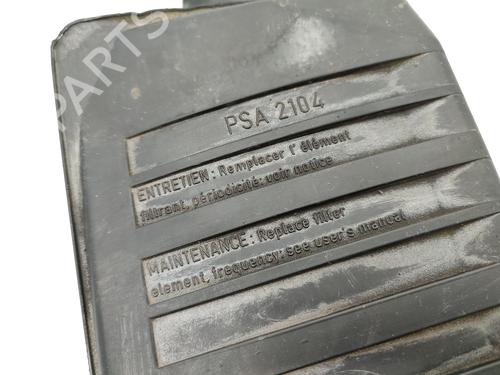 PARTS
PSA 2104
ENTRETIEN: Remplacer l'élément
filtrant, périodicité: voir notice
MAINTENANCE: Replace filter
element, frequency: see user's manual